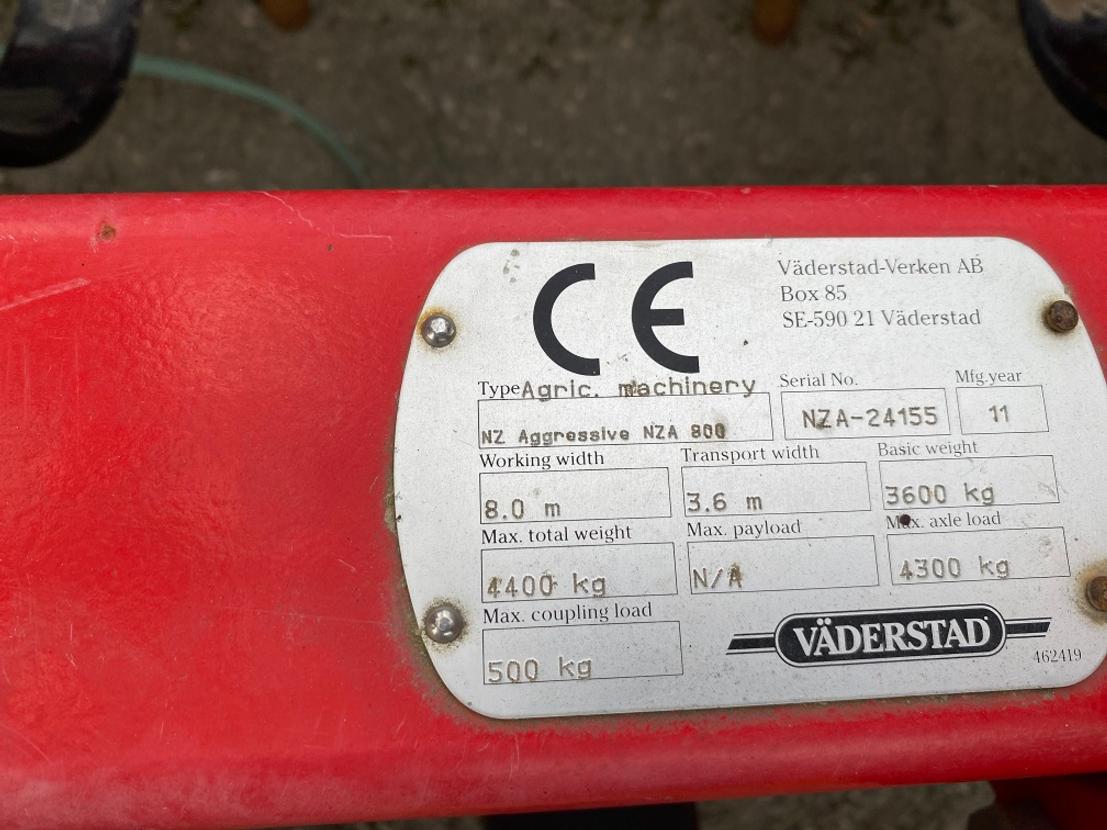 CE
Väderstad-Verken AB
Box 85
SE-590 21 Väderstad
Type Agric. machinery
NZ Aggressive NZA 800
Serial No.
NZA-24155
Mfg.year
11
Working width
8.0 m
Transport width
3.6 m
Basic weight
3600 kg
Max. total weight
4400 kg
Max. payload
N/A
Max. axle load
4300 kg
Max. coupling load
500 kg
VÄDERSTAD
462419